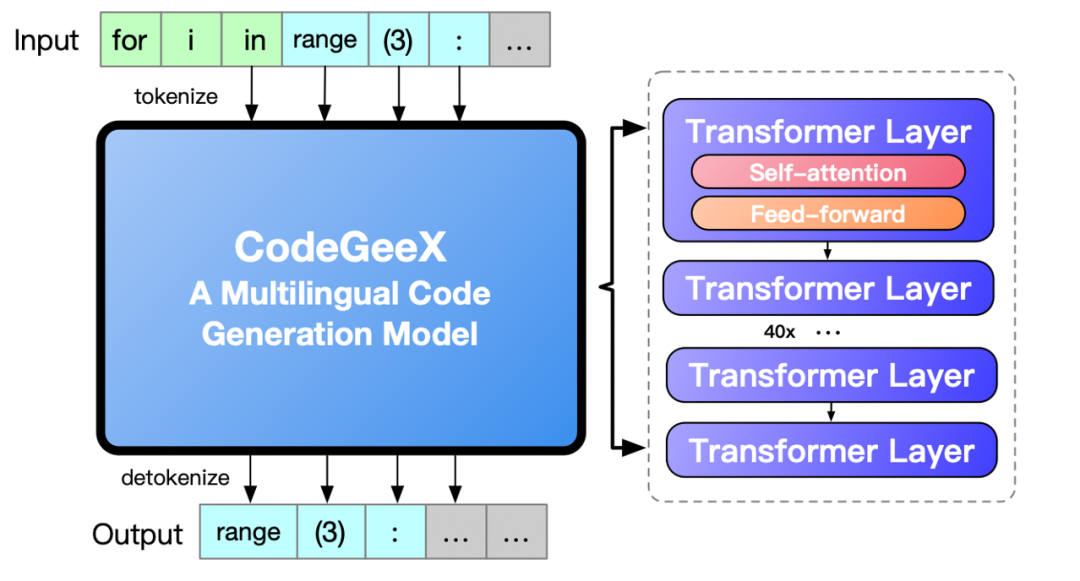 Input for i in range (3) : ...
tokenize
CodeGeeX
A Multilingual Code
Generation Model
detokenize
Output range (3) : ... ...
Transformer Layer
Self-attention
Feed-forward
Transformer Layer
40x ...
Transformer Layer
Transformer Layer